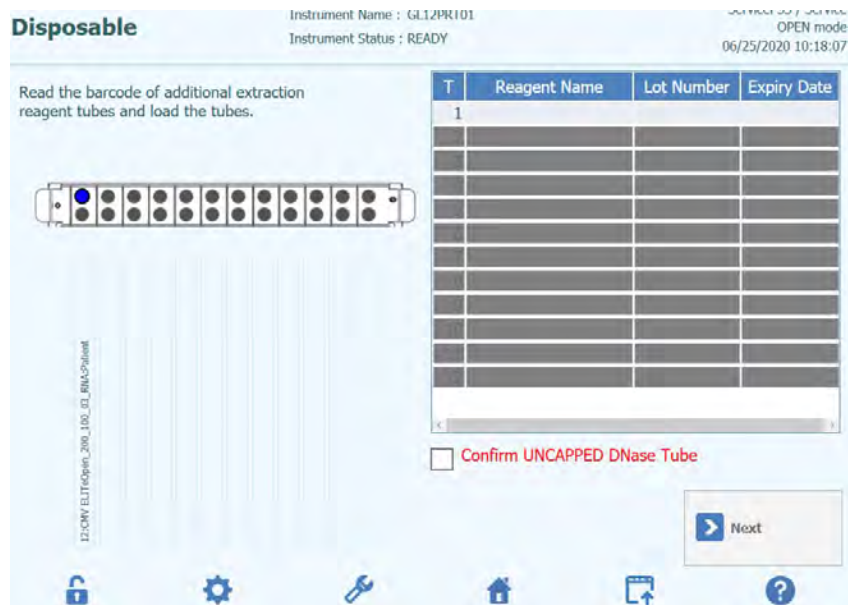 Disposable
Instrument Name : GL12PRT01
Instrument Status : READY
OPEN mode
06/25/2020 10:18:07
Read the barcode of additional extraction
reagent tubes and load the tubes.
T Reagent Name Lot Number Expiry Date
1
12:CMV ELITeOpen_200_100_03_RNA:Patient
Confirm UNCAPPED DNase Tube
Next